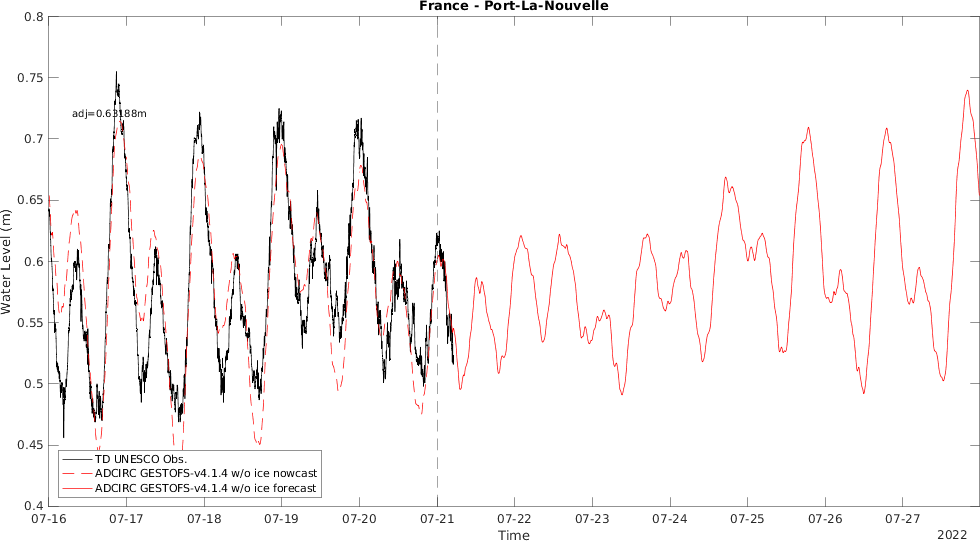 France - Port-La-Nouvelle
0.8
0.75
0.7
0.65
0.6
0.55
0.5
0.45
0.4
Water Level (m)
adj=0.63188m
TD UNESCO Obs.
ADCIRC GESTOFS-v4.1.4 w/o ice nowcast
ADCIRC GESTOFS-v4.1.4 w/o ice forecast
07-16 07-17 07-18 07-19 07-20 07-21 07-22 07-23 07-24 07-25 07-26 07-27
Time
2022